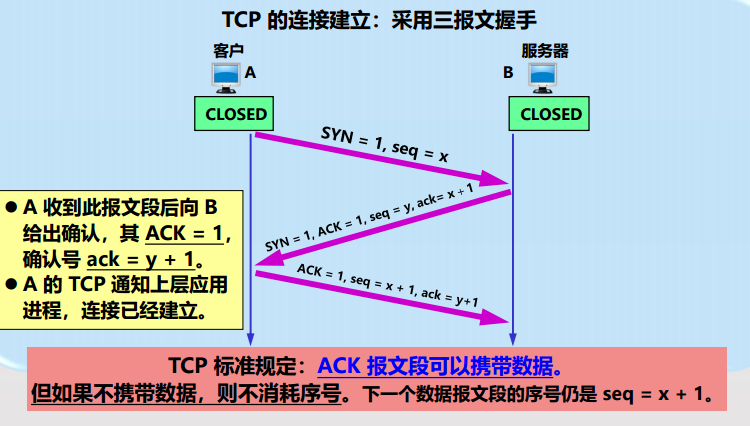 TCP 的连接建立：采用三报文握手
客户
服务器
A
B
CLOSED
CLOSED
SYN = 1, seq = x
SYN = 1, ACK = 1, seq = y, ack= x + 1
ACK = 1, seq = x + 1, ack = y+1
● A 收到此报文段后向 B
给出确认，其 ACK = 1，
确认号 ack = y + 1。
● A 的 TCP 通知上层应用
进程，连接已经建立。
TCP 标准规定：ACK 报文段可以携带数据。
但如果不携带数据，则不消耗序号。下一个数据报文段的序号仍是 seq = x + 1。